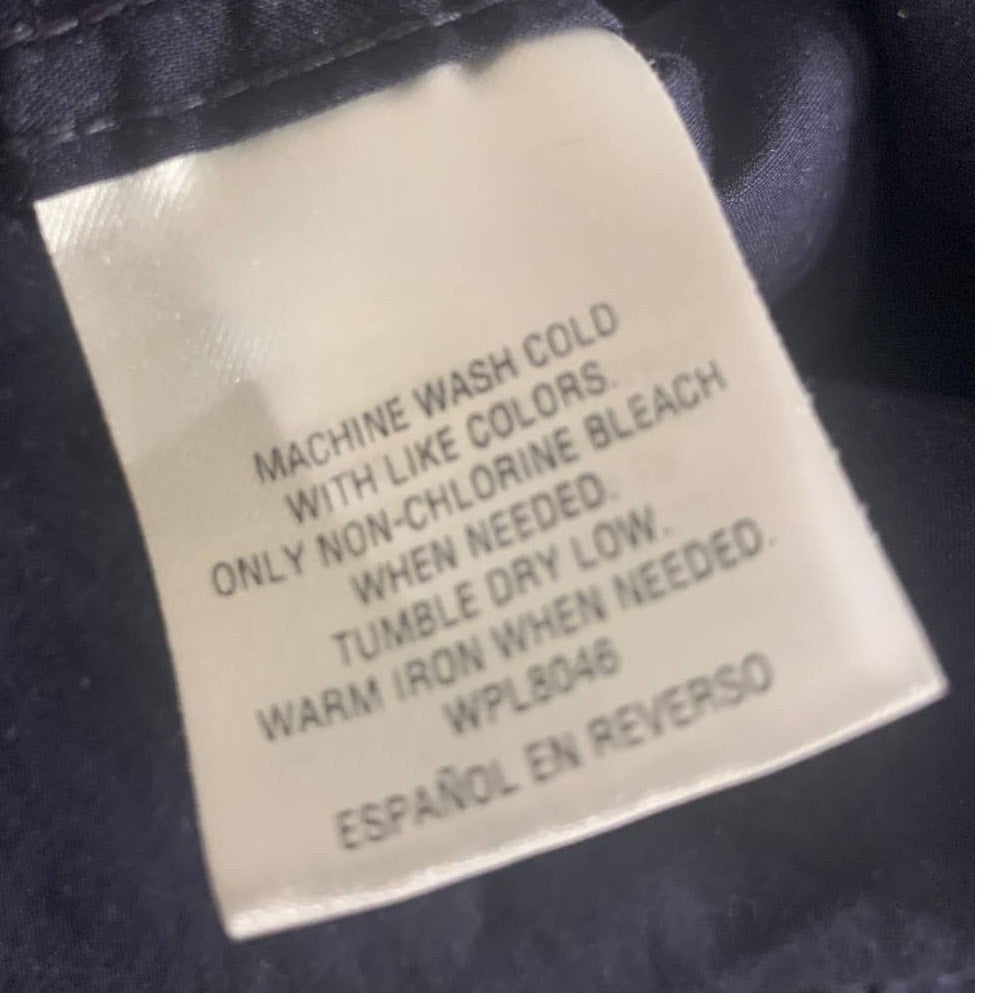 MACHINE WASH COLD
WITH LIKE COLORS.
ONLY NON-CHLORINE BLEACH
WHEN NEEDED.
TUMBLE DRY LOW.
WARM IRON WHEN NEEDED.
WPL8046
ESPAÑOL EN REVERSO